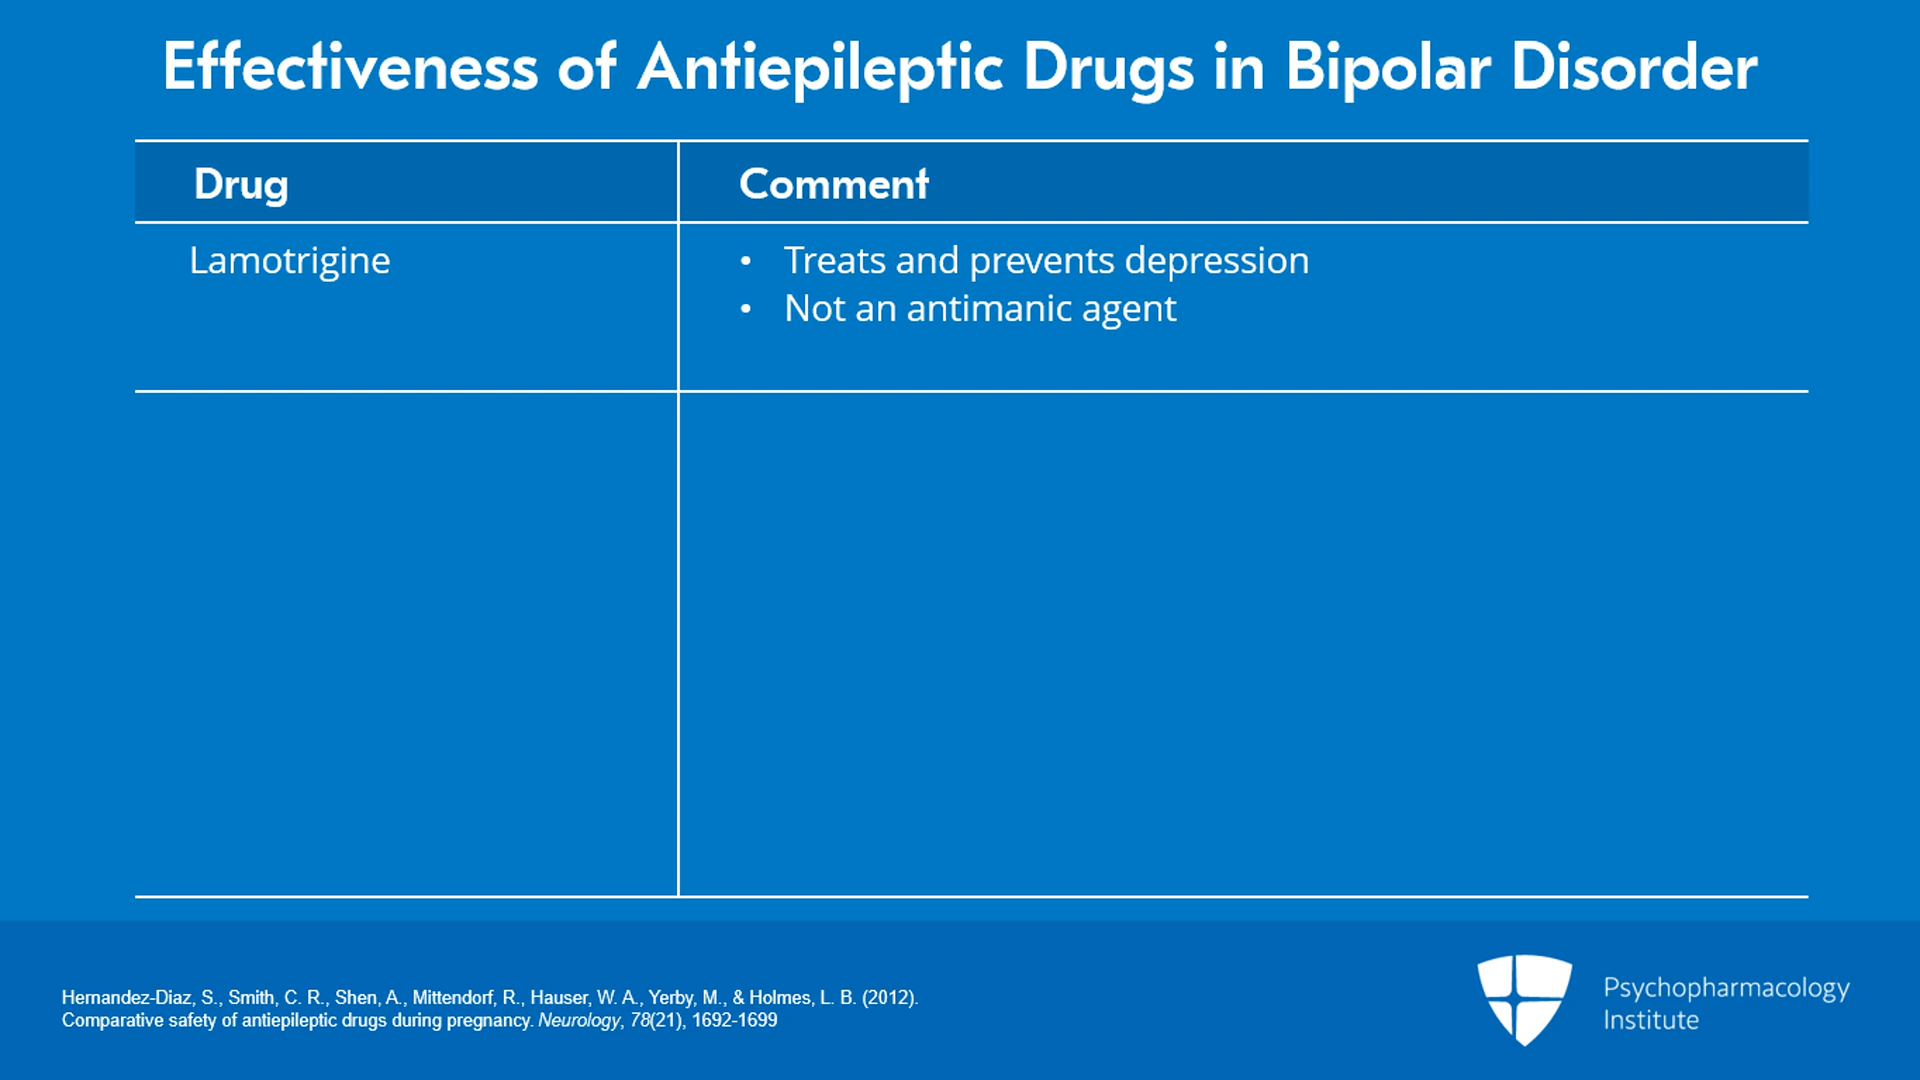 Effectiveness of Antiepileptic Drugs in Bipolar Disorder
Drug
Comment
Lamotrigine
• Treats and prevents depression
• Not an antimanic agent
Hernandez-Diaz, S., Smith, C. R., Shen, A., Mittendorf, R., Hauser, W. A., Yerby, M., & Holmes, L. B. (2012).
Comparative safety of antiepileptic drugs during pregnancy. Neurology, 78(21), 1692-1699
Psychopharmacology
Institute